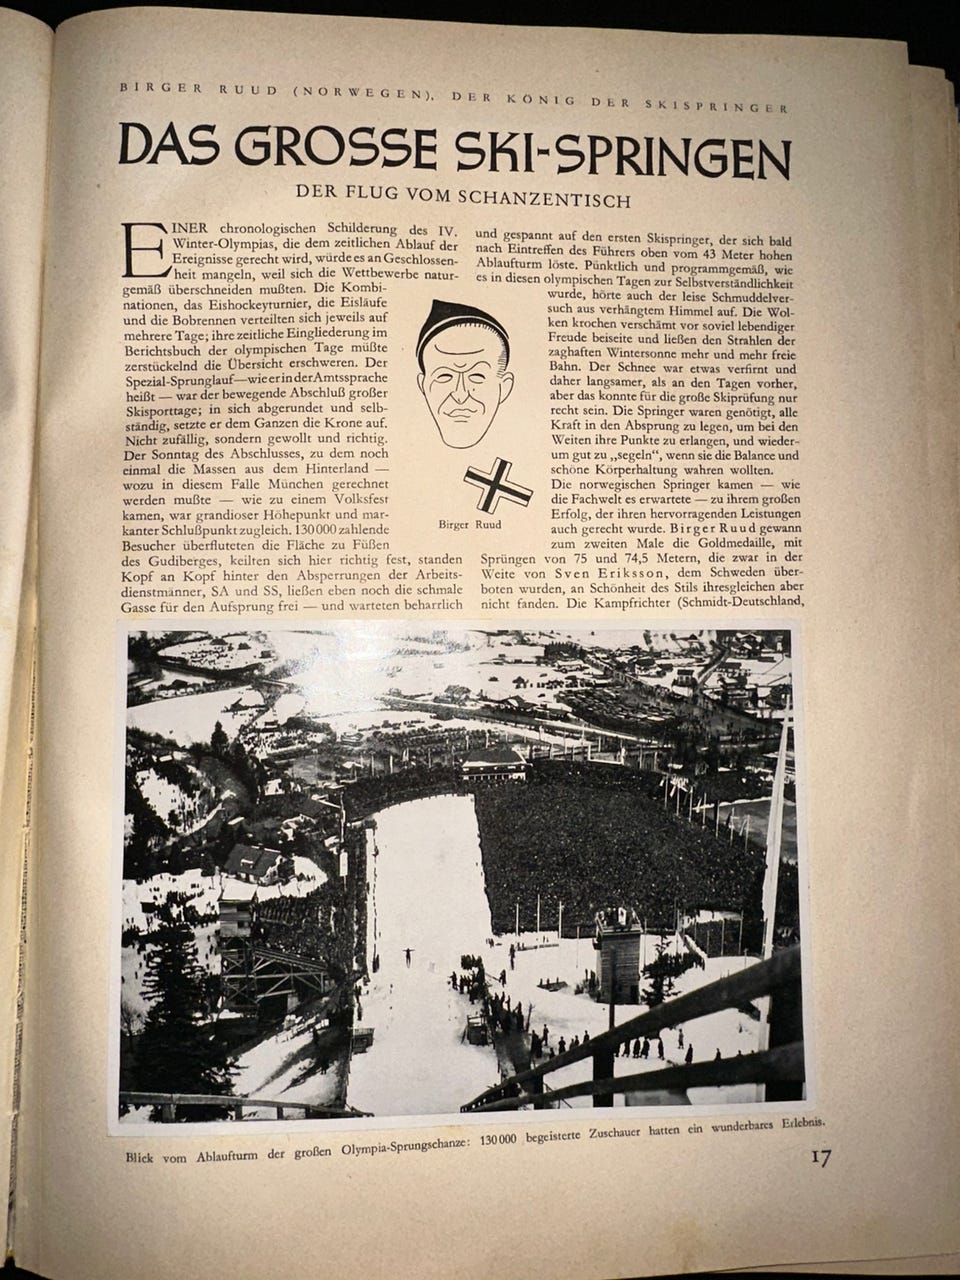 BIRGER RUUD (NORWEGEN), DER KÖNIG DER SKISPRINGER
DAS GROSSE SKI-SPRINGEN
DER FLUG VOM SCHANZENTISCH
EINER chronologischen Schilderung des IV.
Winter-Olympias, die dem zeitlichen Ablauf der
Ereignisse gerecht wird, würde es an Geschlossen-
heit mangeln, weil sich die Wettbewerbe natur-
gemäß überschneiden mußten. Die Kombi-
nationen, das Eishockeyturnier, die Eisläufe
und die Bobrennen verteilten sich jeweils auf
mehrere Tage; ihre zeitliche Eingliederung im
Berichtsbuch der olympischen Tage müßte
zerstückelnd die Übersicht erschweren. Der
Spezial-Sprunglauf—wie er in der Amtssprache
heißt — war der bewegende Abschluß großer
Skisporttage; in sich abgerundet und selb-
ständig, setzte er dem Ganzen die Krone auf.
Nicht zufällig, sondern gewollt und richtig.
Der Sonntag des Abschlusses, zu dem noch
einmal die Massen aus dem Hinterland —
wozu in diesem Falle München gerechnet
werden mußte — wie zu einem Volksfest
kamen, war grandioser Höhepunkt und mar-
kanter Schlußpunkt zugleich. 130 000 zahlende
Besucher überfluteten die Fläche zu Füßen
des Gudiberges, keilten sich hier richtig fest, standen
Kopf an Kopf hinter den Absperrungen der Arbeits-
dienstmänner, SA und SS, ließen eben noch die schmale
Gasse für den Aufsprung frei — und warteten beharrlich
und gespannt auf den ersten Skispringer, der sich bald
nach Eintreffen des Führers oben vom 43 Meter hohen
Ablaufturm löste. Pünktlich und programmgemäß, wie
es in diesen olympischen Tagen zur Selbstverständlichkeit
wurde, hörte auch der leise Schmuddelver-
such aus verhängtem Himmel auf. Die Wol-
ken krochen verschämt vor soviel lebendiger
Freude beiseite und ließen den Strahlen der
zaghaften Wintersonne mehr und mehr freie
Bahn. Der Schnee war etwas verfirnt und
daher langsamer, als an den Tagen vorher,
aber das konnte für die große Skiprüfung nur
recht sein. Die Springer waren genötigt, alle
Kraft in den Absprung zu legen, um bei den
Weiten ihre Punkte zu erlangen, und wieder-
um gut zu „segeln“, wenn sie die Balance und
schöne Körperhaltung wahren wollten.
Die norwegischen Springer kamen — wie
die Fachwelt es erwartete — zu ihrem großen
Erfolg, der ihren hervorragenden Leistungen
auch gerecht wurde. Birger Ruud gewann
zum zweiten Male die Goldmedaille, mit
Sprüngen von 75 und 74,5 Metern, die zwar in der
Weite von Sven Eriksson, dem Schweden über-
boten wurden, an Schönheit des Stils ihresgleichen aber
nicht fanden. Die Kampfrichter (Schmidt-Deutschland,
Birger Ruud
Blick vom Ablaufturm der großen Olympia-Sprungschanze: 130 000 begeisterte Zuschauer hatten ein wunderbares Erlebnis.
17